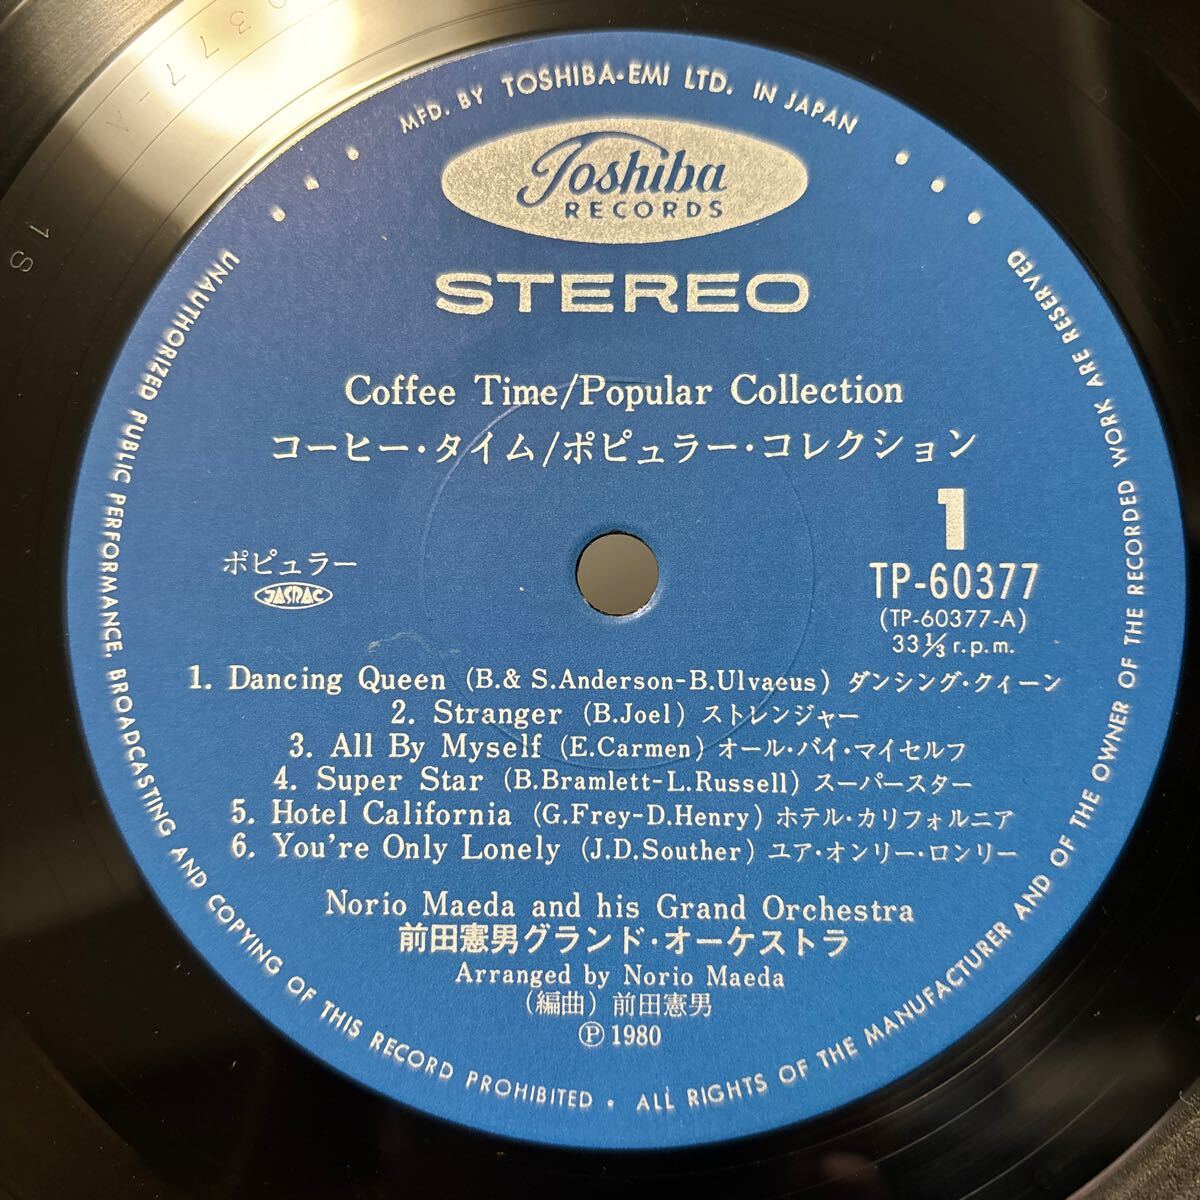 MFD. BY TOSHIBA-EMI LTD. IN JAPAN
Toshiba
RECORDS
STEREO
Coffee Time/Popular Collection
コーヒー・タイム/ポピュラー・コレクション
1
ポピュラー
JASRAC
TP-60377
(TP-60377-A)
33 1/3 r.p.m.
1. Dancing Queen (B.& S.Anderson-B.Ulvaeus) ダンシング・クィーン
2. Stranger (B.Joel) ストレンジャー
3. All By Myself (E.Carmen) オール・バイ・マイセルフ
4. Super Star (B.Bramlett-L.Russell) スーパースター
5. Hotel California (G.Frey-D.Henry) ホテル・カリフォルニア
6. You're Only Lonely (J.D.Souther) ユア・オンリー・ロンリー
Norio Maeda and his Grand Orchestra
前田憲男グランド・オーケストラ
Arranged by Norio Maeda
(編曲) 前田憲男
Ⓟ 1980
UNAUTHORIZED PUBLIC PERFORMANCE, BROADCASTING AND COPYING OF THIS RECORD PROHIBITED • ALL RIGHTS OF THE MANUFACTURER AND OF THE OWNER OF THE RECORDED WORK ARE RESERVED
1S